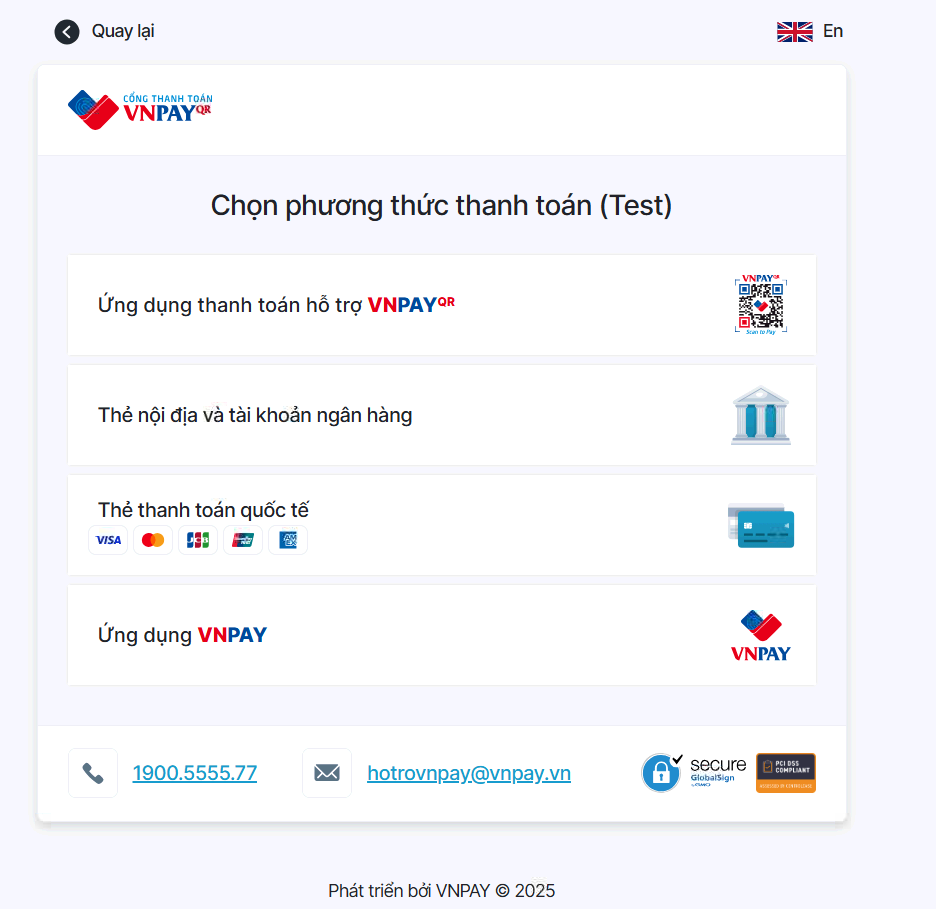 Quay lại
En
CỔNG THANH TOÁN
VNPAYQR
Chọn phương thức thanh toán (Test)
Ứng dụng thanh toán hỗ trợ VNPAYQR
VNPAYQR
Scan to Pay
Thẻ nội địa và tài khoản ngân hàng
Thẻ thanh toán quốc tế
VISA
JCB
UnionPay
AMEX
Ứng dụng VNPAY
VNPAY
1900.5555.77
hotrovnpay@vnpay.vn
secure
GlobalSign
PCI DSS
COMPLIANT
Phát triển bởi VNPAY © 2025